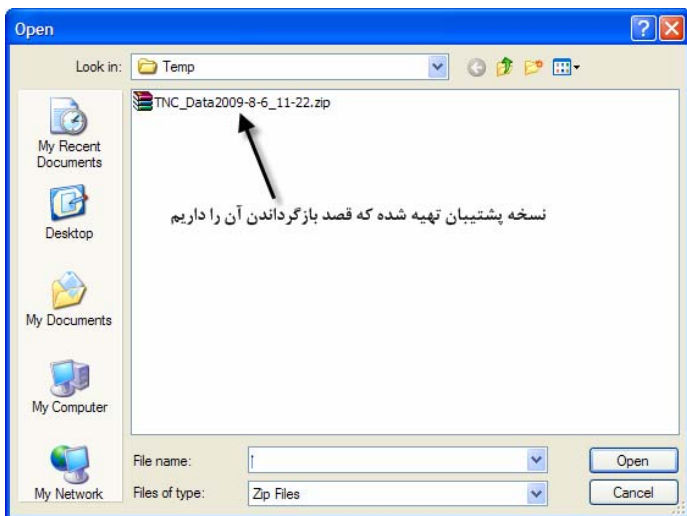 Open
Look in:
Temp
TNC_Data2009-8-6_11-22.zip
نسخه پشتیبان تهیه شده که قصد بازگرداندن آن را داریم
My Recent
Documents
Desktop
My Documents
My Computer
My Network
File name:
Open
Files of type:
Zip Files
Cancel